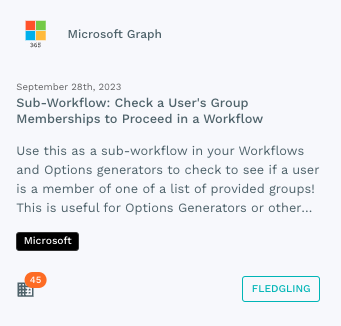 365
Microsoft Graph
September 28th, 2023
Sub-Workflow: Check a User's Group
Memberships to Proceed in a Workflow
Use this as a sub-workflow in your Workflows
and Options generators to check to see if a user
is a member of one of a list of provided groups!
This is useful for Options Generators or other...
Microsoft
45
FLEDGLING